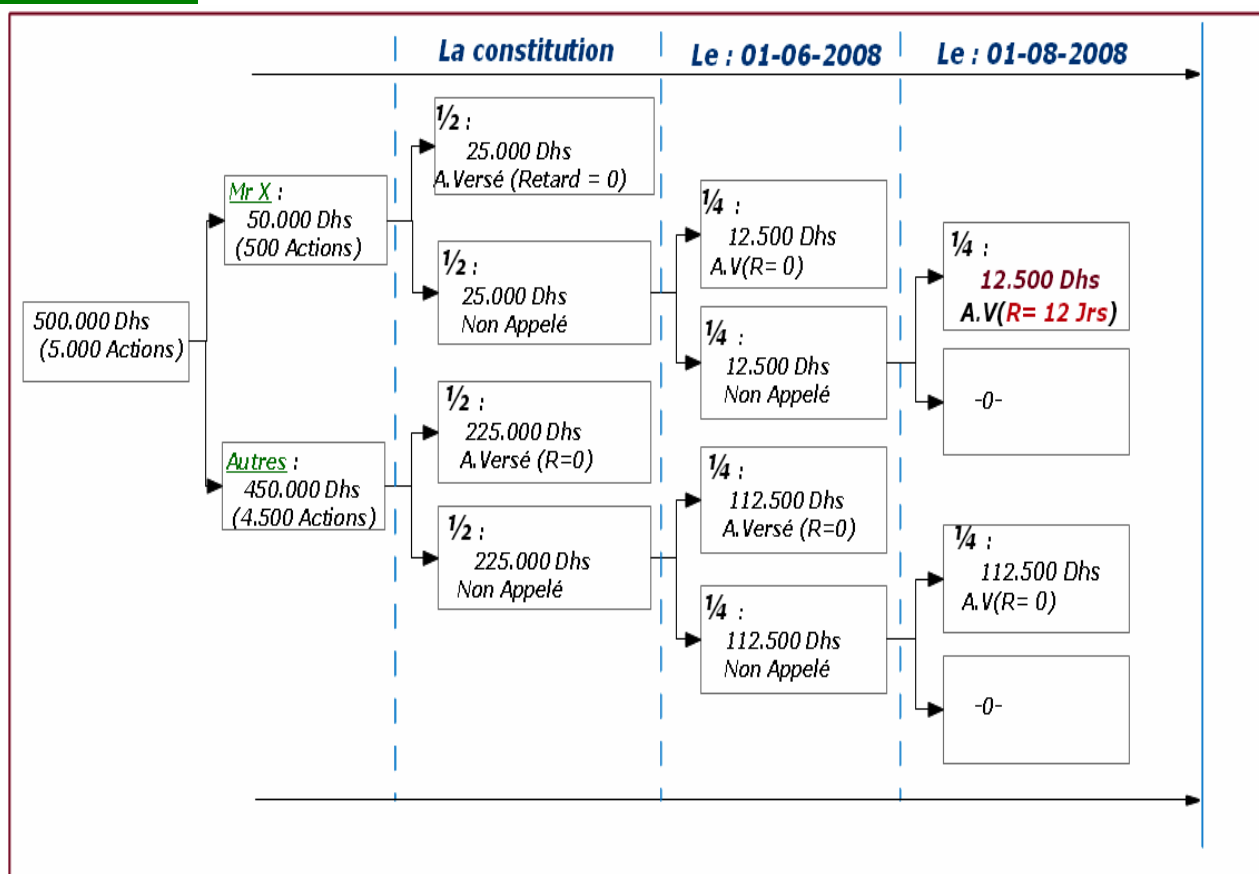 La constitution
Le : 01-06-2008
Le : 01-08-2008
500.000 Dhs
(5.000 Actions)
Mr X :
50.000 Dhs
(500 Actions)
Autres :
450.000 Dhs
(4.500 Actions)
½ :
25.000 Dhs
A.Versé (Retard = 0)
½ :
25.000 Dhs
Non Appelé
½ :
225.000 Dhs
A.Versé (R=0)
½ :
225.000 Dhs
Non Appelé
¼ :
12.500 Dhs
A.V(R= 0)
¼ :
12.500 Dhs
Non Appelé
¼ :
112.500 Dhs
A.Versé (R=0)
¼ :
112.500 Dhs
Non Appelé
¼ :
12.500 Dhs
A.V(R= 12 Jrs)
-0-
¼ :
112.500 Dhs
A.V(R= 0)
-0-